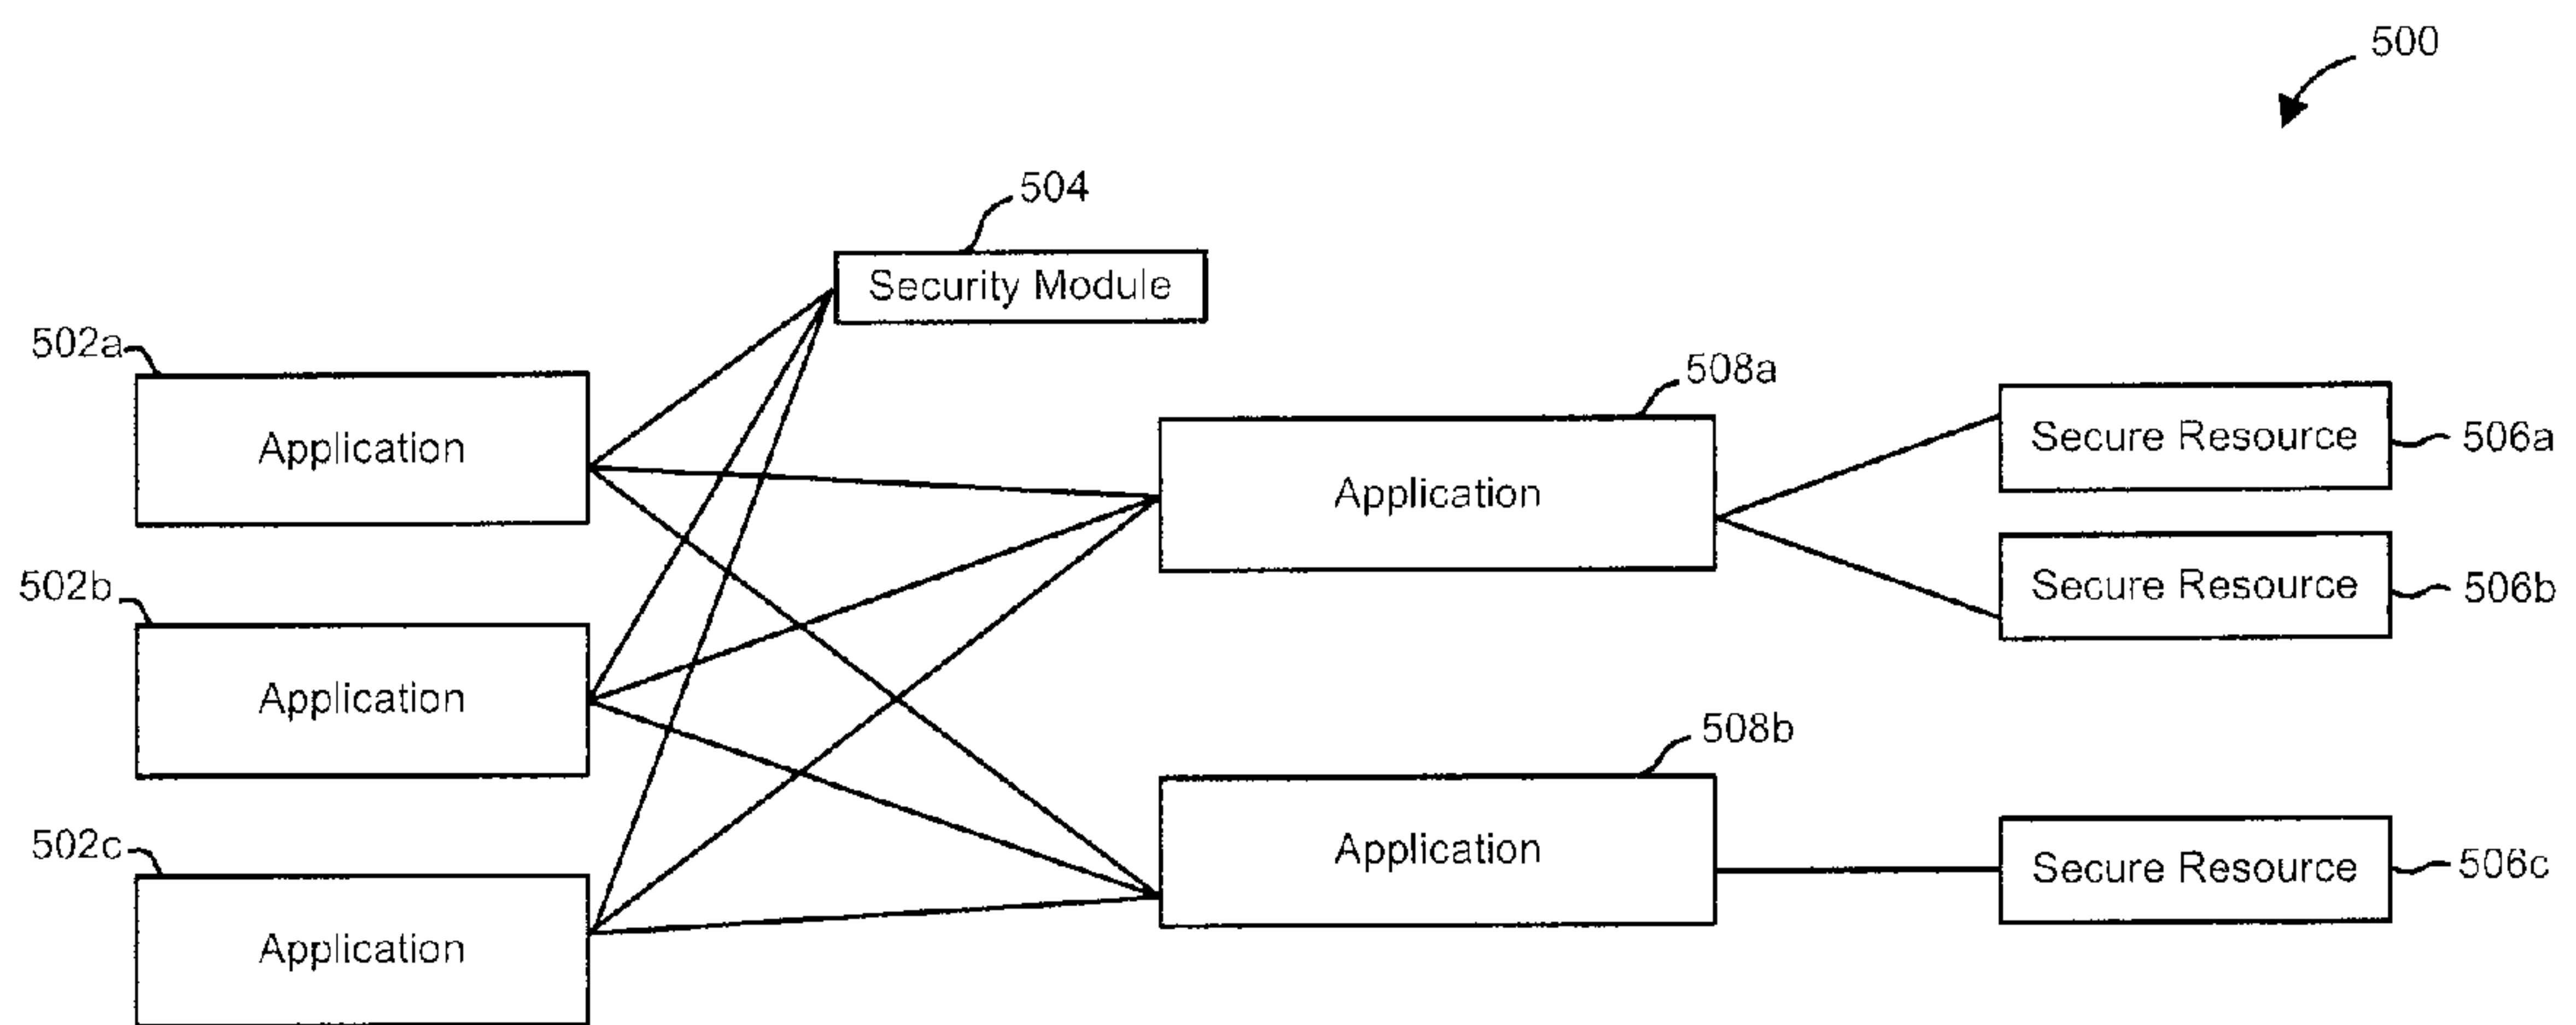 500
504
Security Module
502a
Application
508a
Application
Secure Resource
506a
Secure Resource
506b
502b
Application
508b
Application
Secure Resource
506c
502c
Application